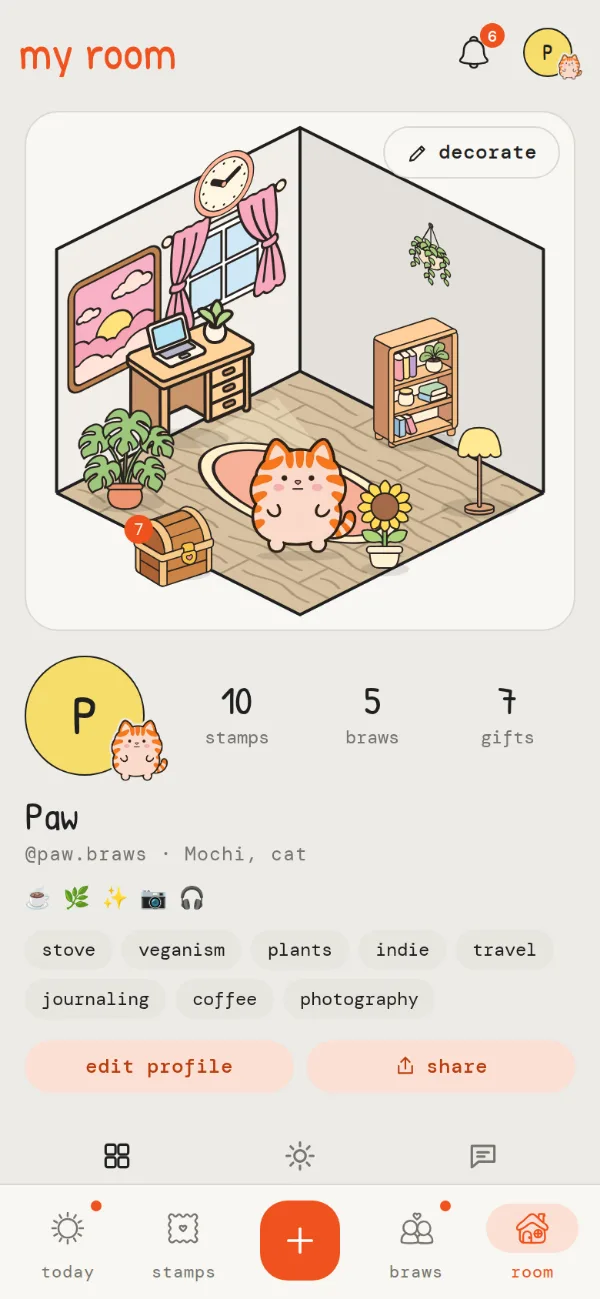 my room
6
P
decorate
7
P
10
stamps
5
braws
7
gifts
Paw
@paw.braws · Mochi, cat
stove
veganism
plants
indie
travel
journaling
coffee
photography
edit profile
share
today
stamps
braws
room